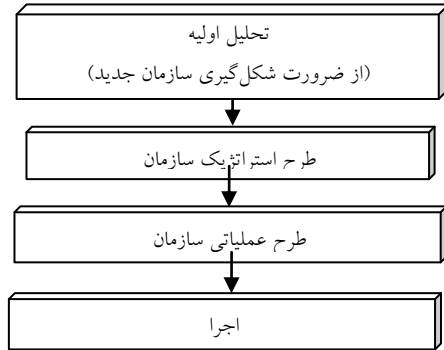 تحلیل اولیه
(از ضرورت شکل‌گیری سازمان جدید)
طرح استراتژیک سازمان
طرح عملیاتی سازمان
اجرا